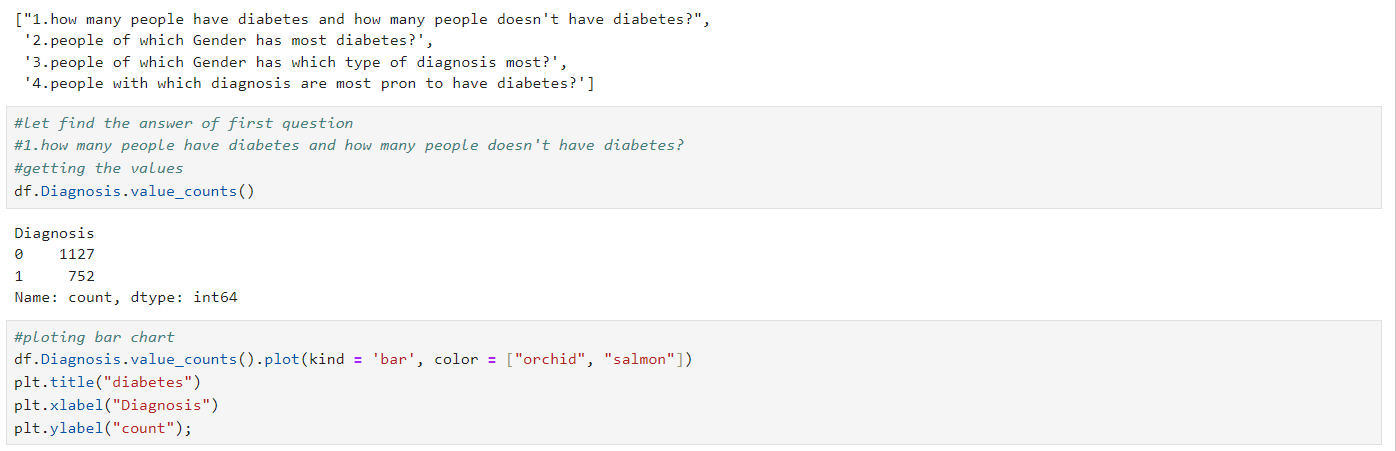 ["1.how many people have diabetes and how many people doesn't have diabetes?",
'2.people of which Gender has most diabetes?',
'3.people of which Gender has which type of diagnosis most?',
'4.people with which diagnosis are most pron to have diabetes?']
#let find the answer of first question
#1.how many people have diabetes and how many people doesn't have diabetes?
#getting the values
df.Diagnosis.value_counts()
Diagnosis
0    1127
1     752
Name: count, dtype: int64
#ploting bar chart
df.Diagnosis.value_counts().plot(kind = 'bar', color = ["orchid", "salmon"])
plt.title("diabetes")
plt.xlabel("Diagnosis")
plt.ylabel("count");